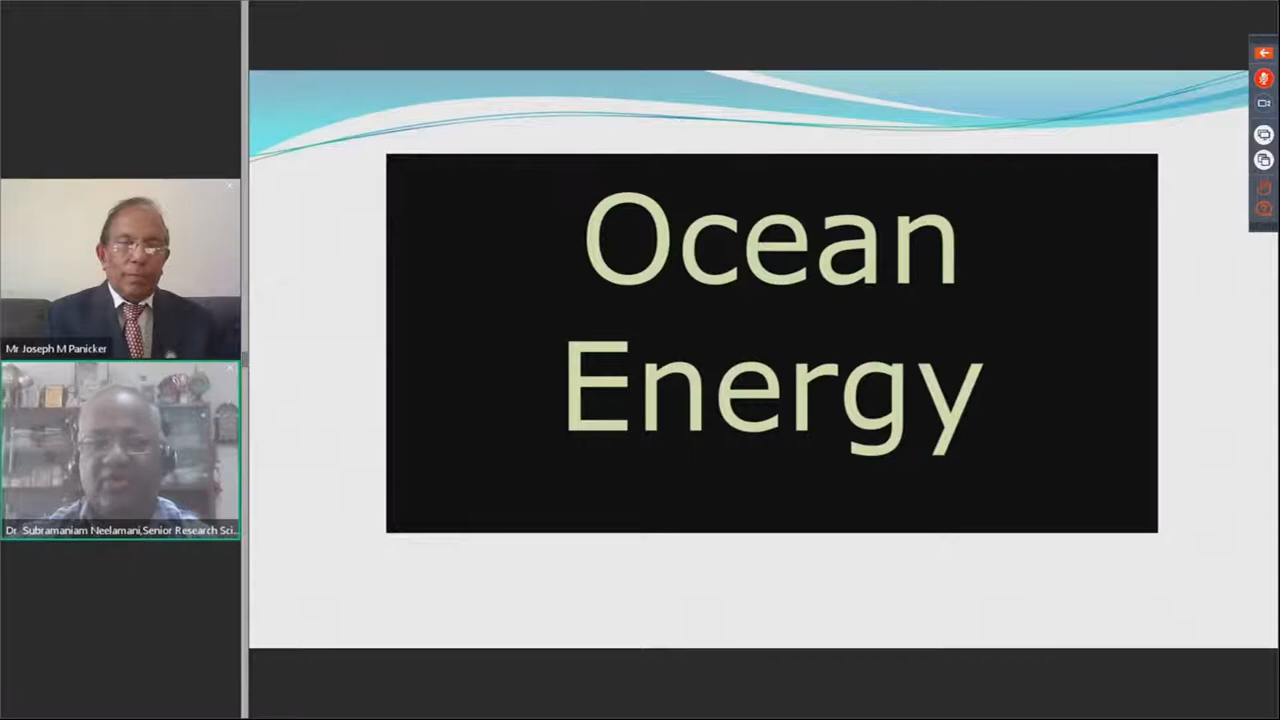 Mr Joseph M Panicker
Dr. Subramaniam Neelamani,Senior Research Sci...
Ocean
Energy